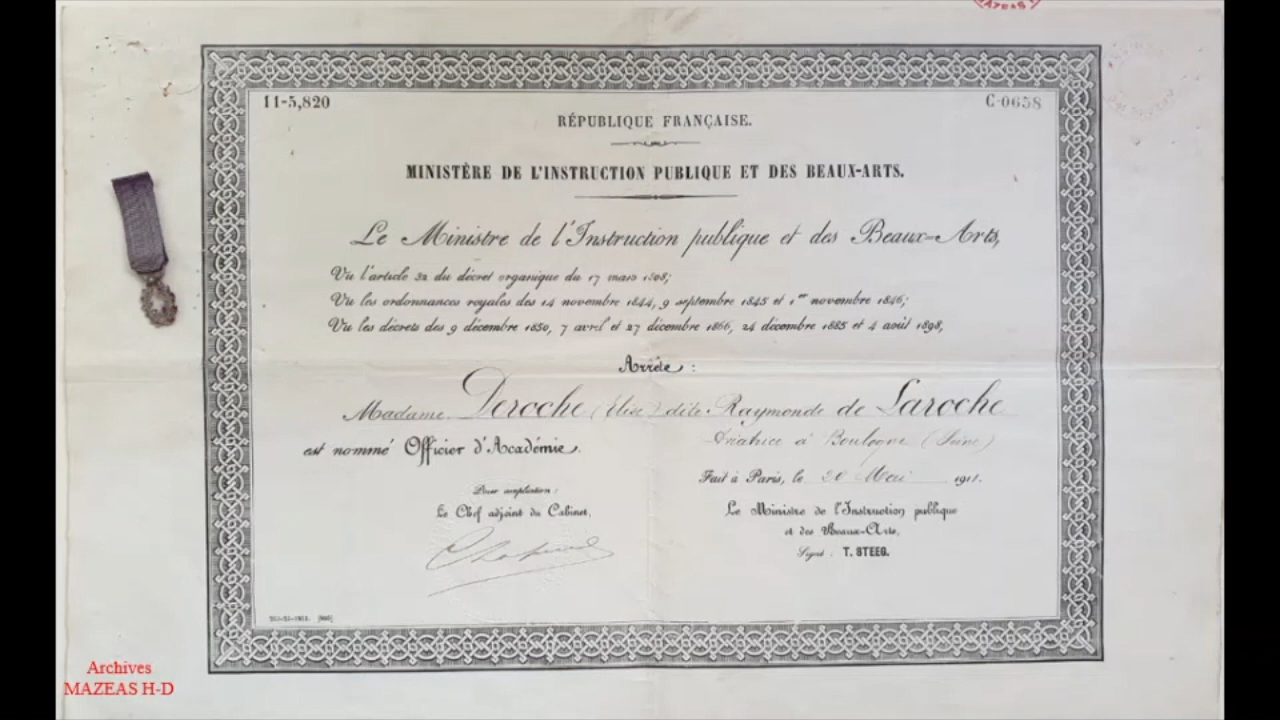 MAZEAS
11-5,820
C-0658
RÉPUBLIQUE FRANÇAISE.
MINISTÈRE DE L'INSTRUCTION PUBLIQUE ET DES BEAUX-ARTS.
Le Ministre de l'Instruction publique et des Beaux-Arts,
Vu l'article 32 du décret organique du 17 mars 1808;
Vu les ordonnances royales des 14 novembre 1844, 9 septembre 1845 et 1er novembre 1846;
Vu les décrets des 9 décembre 1850, 7 avril et 27 décembre 1866, 24 décembre 1885 et 4 août 1898,
Arrête :
Madame Deroche (Elise) dite Raymonde de Laroche
Aviatrice à Boulogne (Seine)
est nommé Officier d'Académie.
Fait à Paris, le 20 Mai 1911.
Pour ampliation :
Le Chef adjoint du Cabinet,
Le Ministre de l'Instruction publique
et des Beaux-Arts,
Signé : T. STEEG.
Archives
MAZEAS H-D